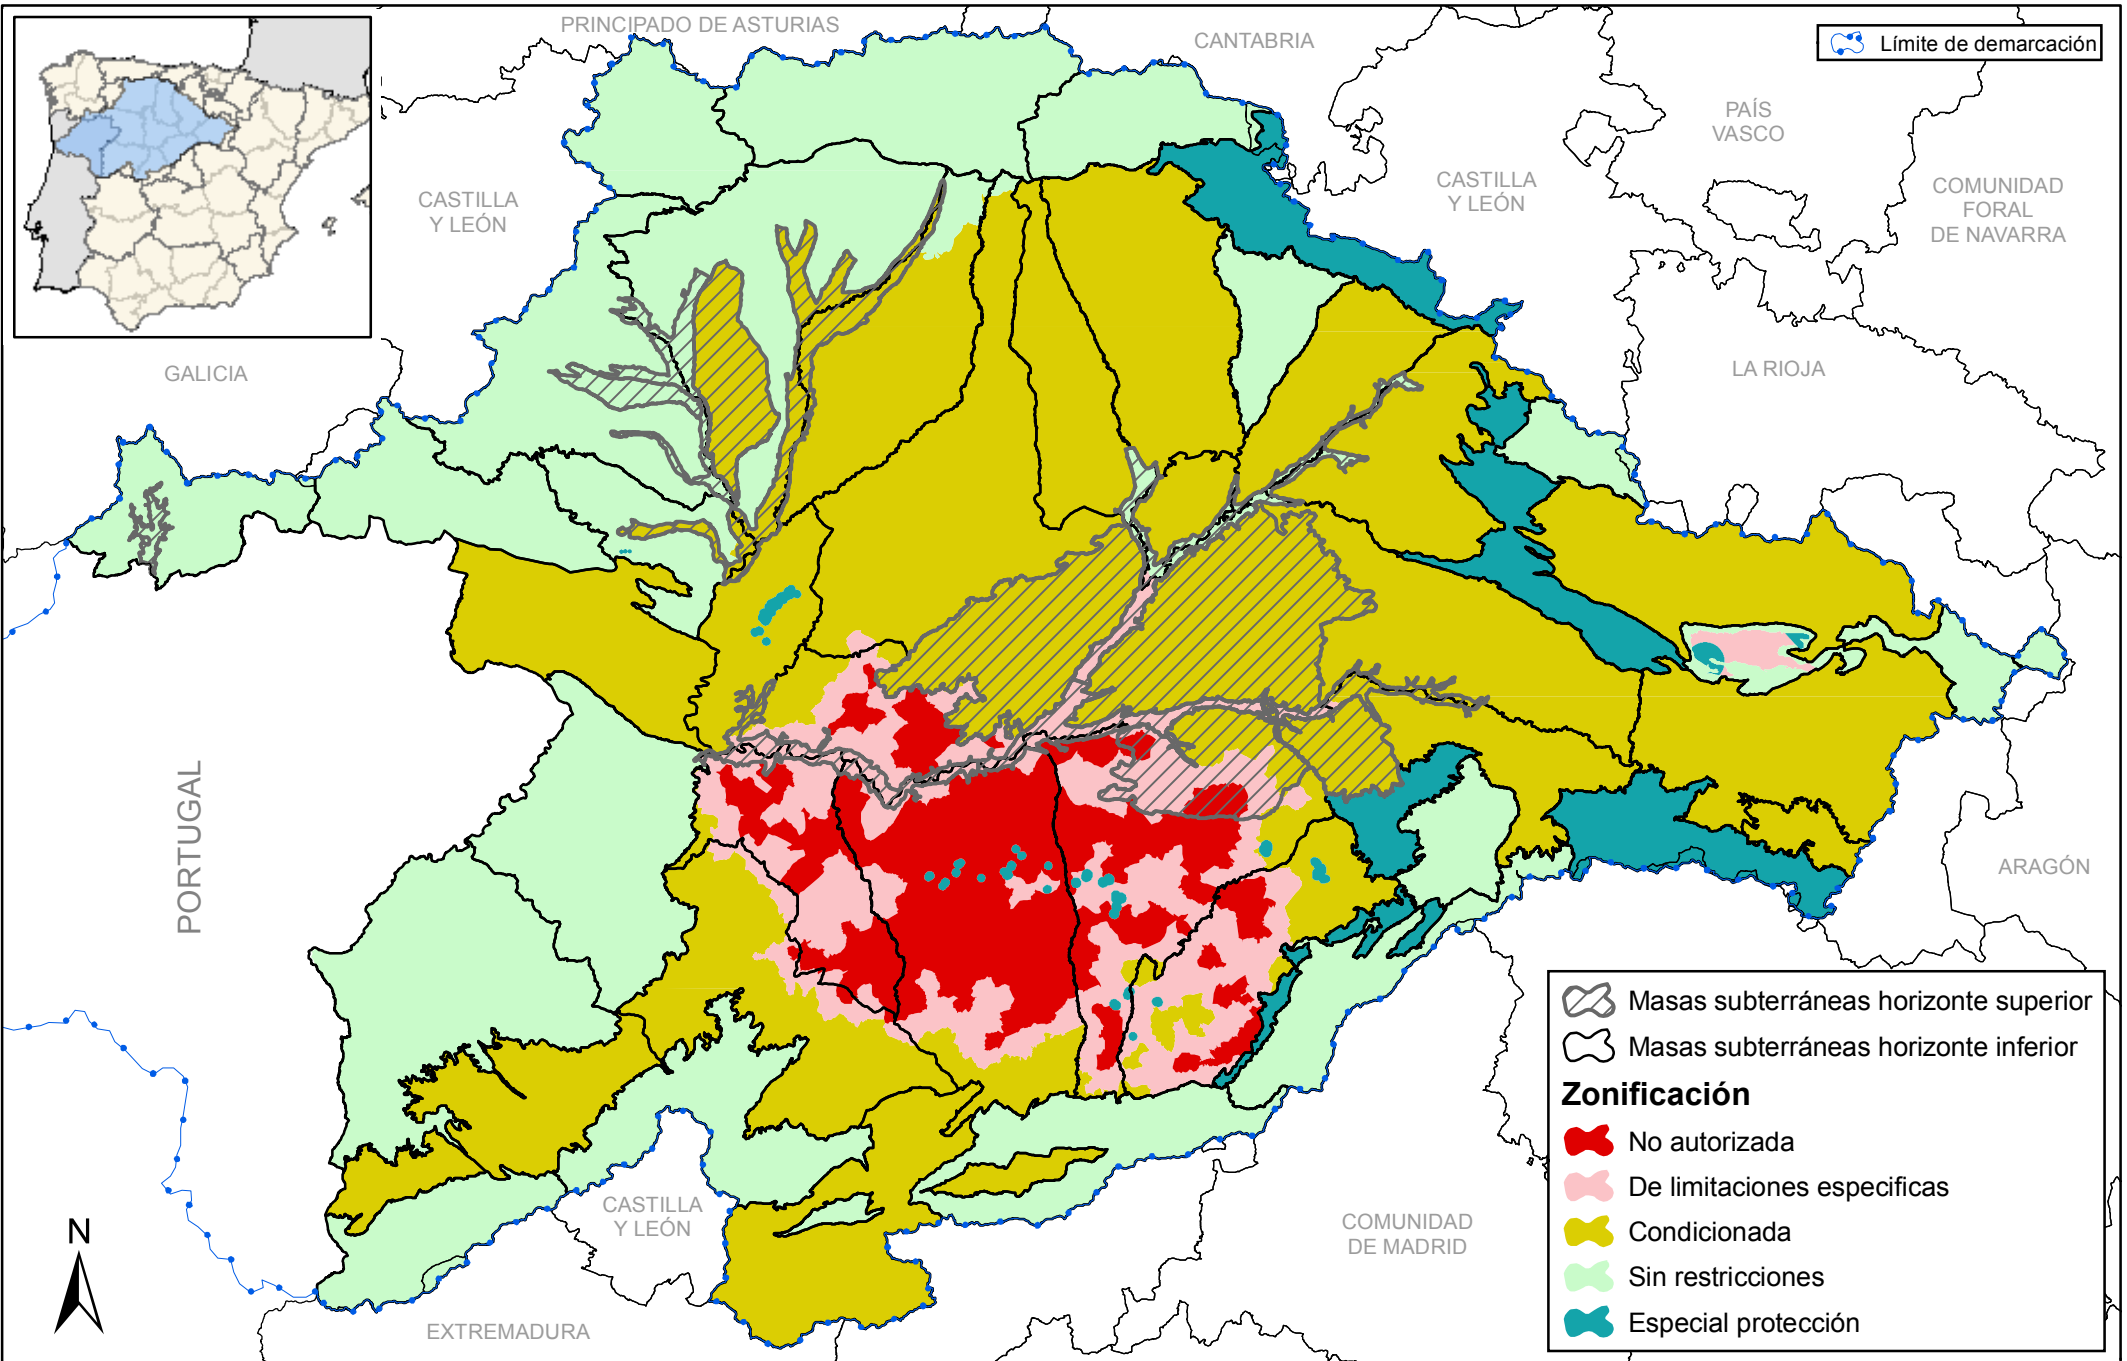 PRINCIPADO DE ASTURIAS
CANTABRIA
Límite de demarcación
PAÍS
VASCO
CASTILLA
Y LEÓN
CASTILLA
Y LEÓN
COMUNIDAD
FORAL
DE NAVARRA
GALICIA
LA RIOJA
PORTUGAL
ARAGÓN
Masas subterráneas horizonte superior
Masas subterráneas horizonte inferior
Zonificación
No autorizada
De limitaciones especificas
Condicionada
Sin restricciones
Especial protección
CASTILLA
Y LEÓN
COMUNIDAD
DE MADRID
N
EXTREMADURA